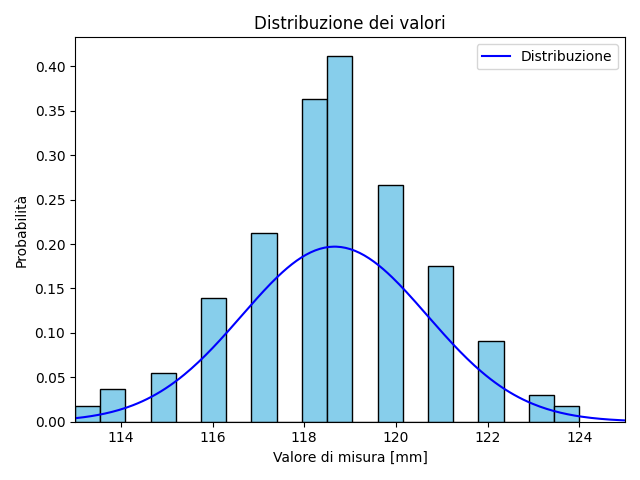 Distribuzione dei valori
Distribuzione
Probabilità
0.40
0.35
0.30
0.25
0.20
0.15
0.10
0.05
0.00
114 116 118 120 122 124
Valore di misura [mm]